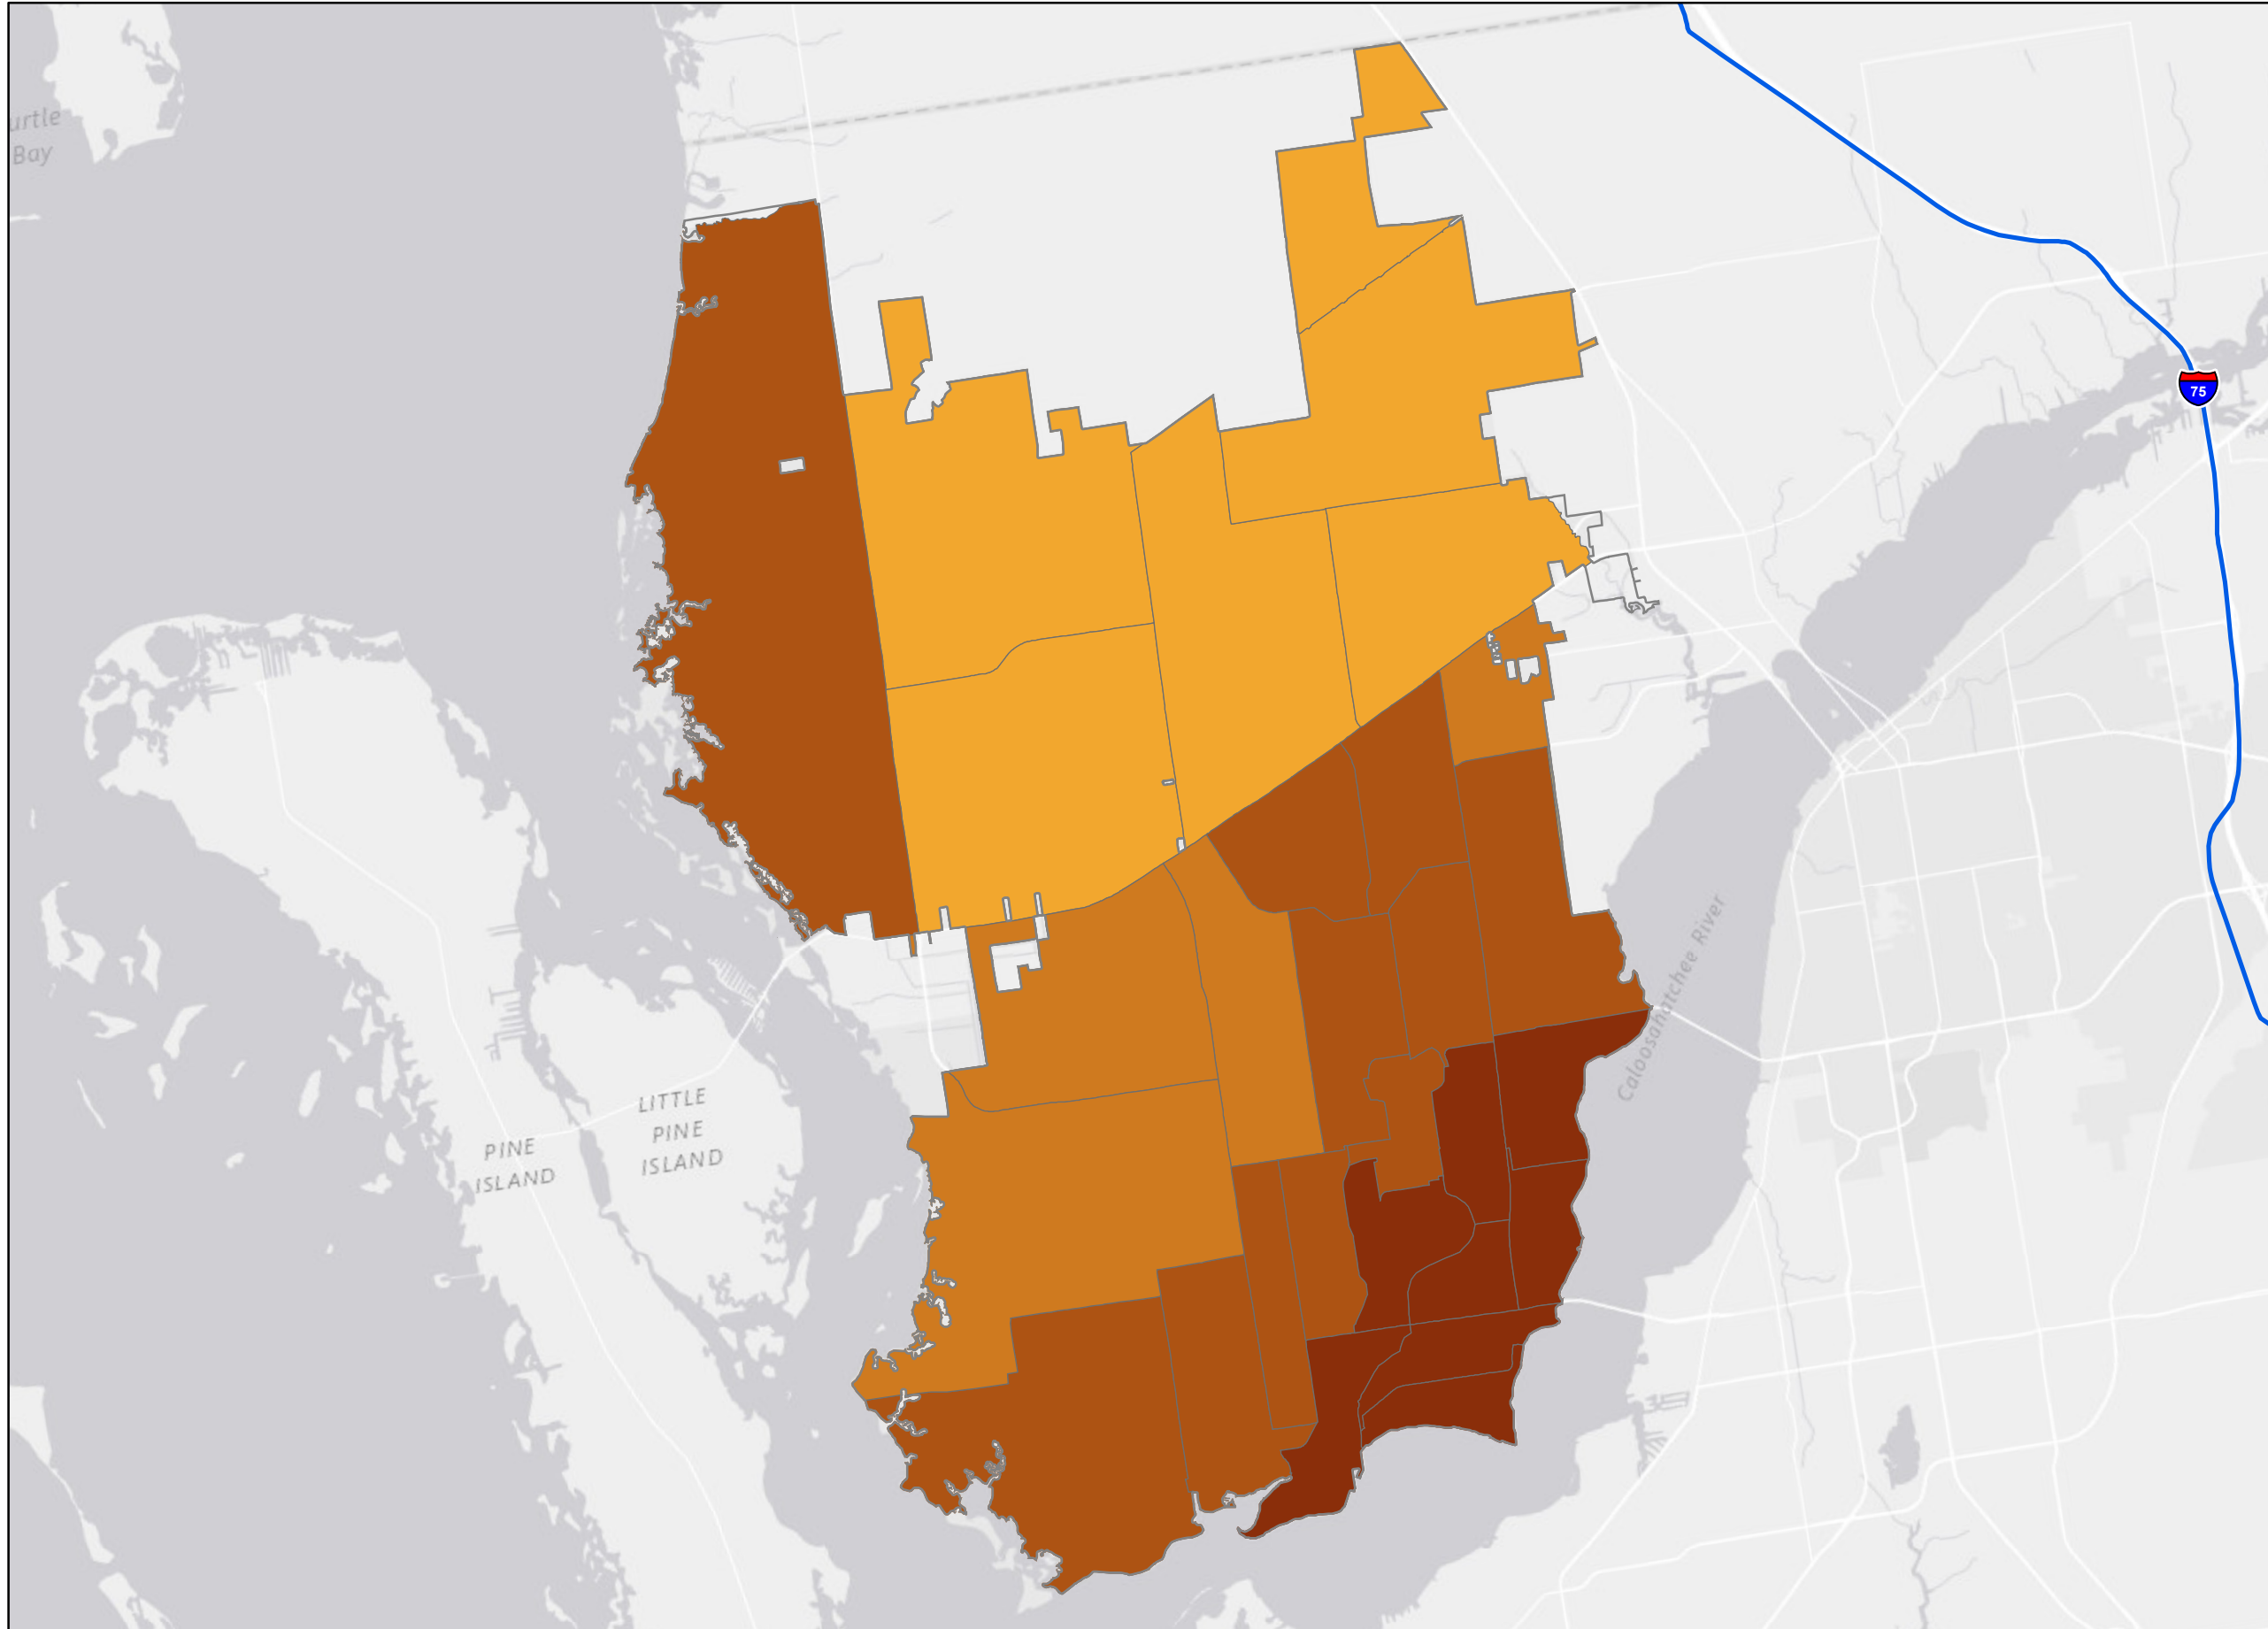 urtle
Bay
75
Caloosahatchee River
LITTLE
PINE
ISLAND
PINE
ISLAND